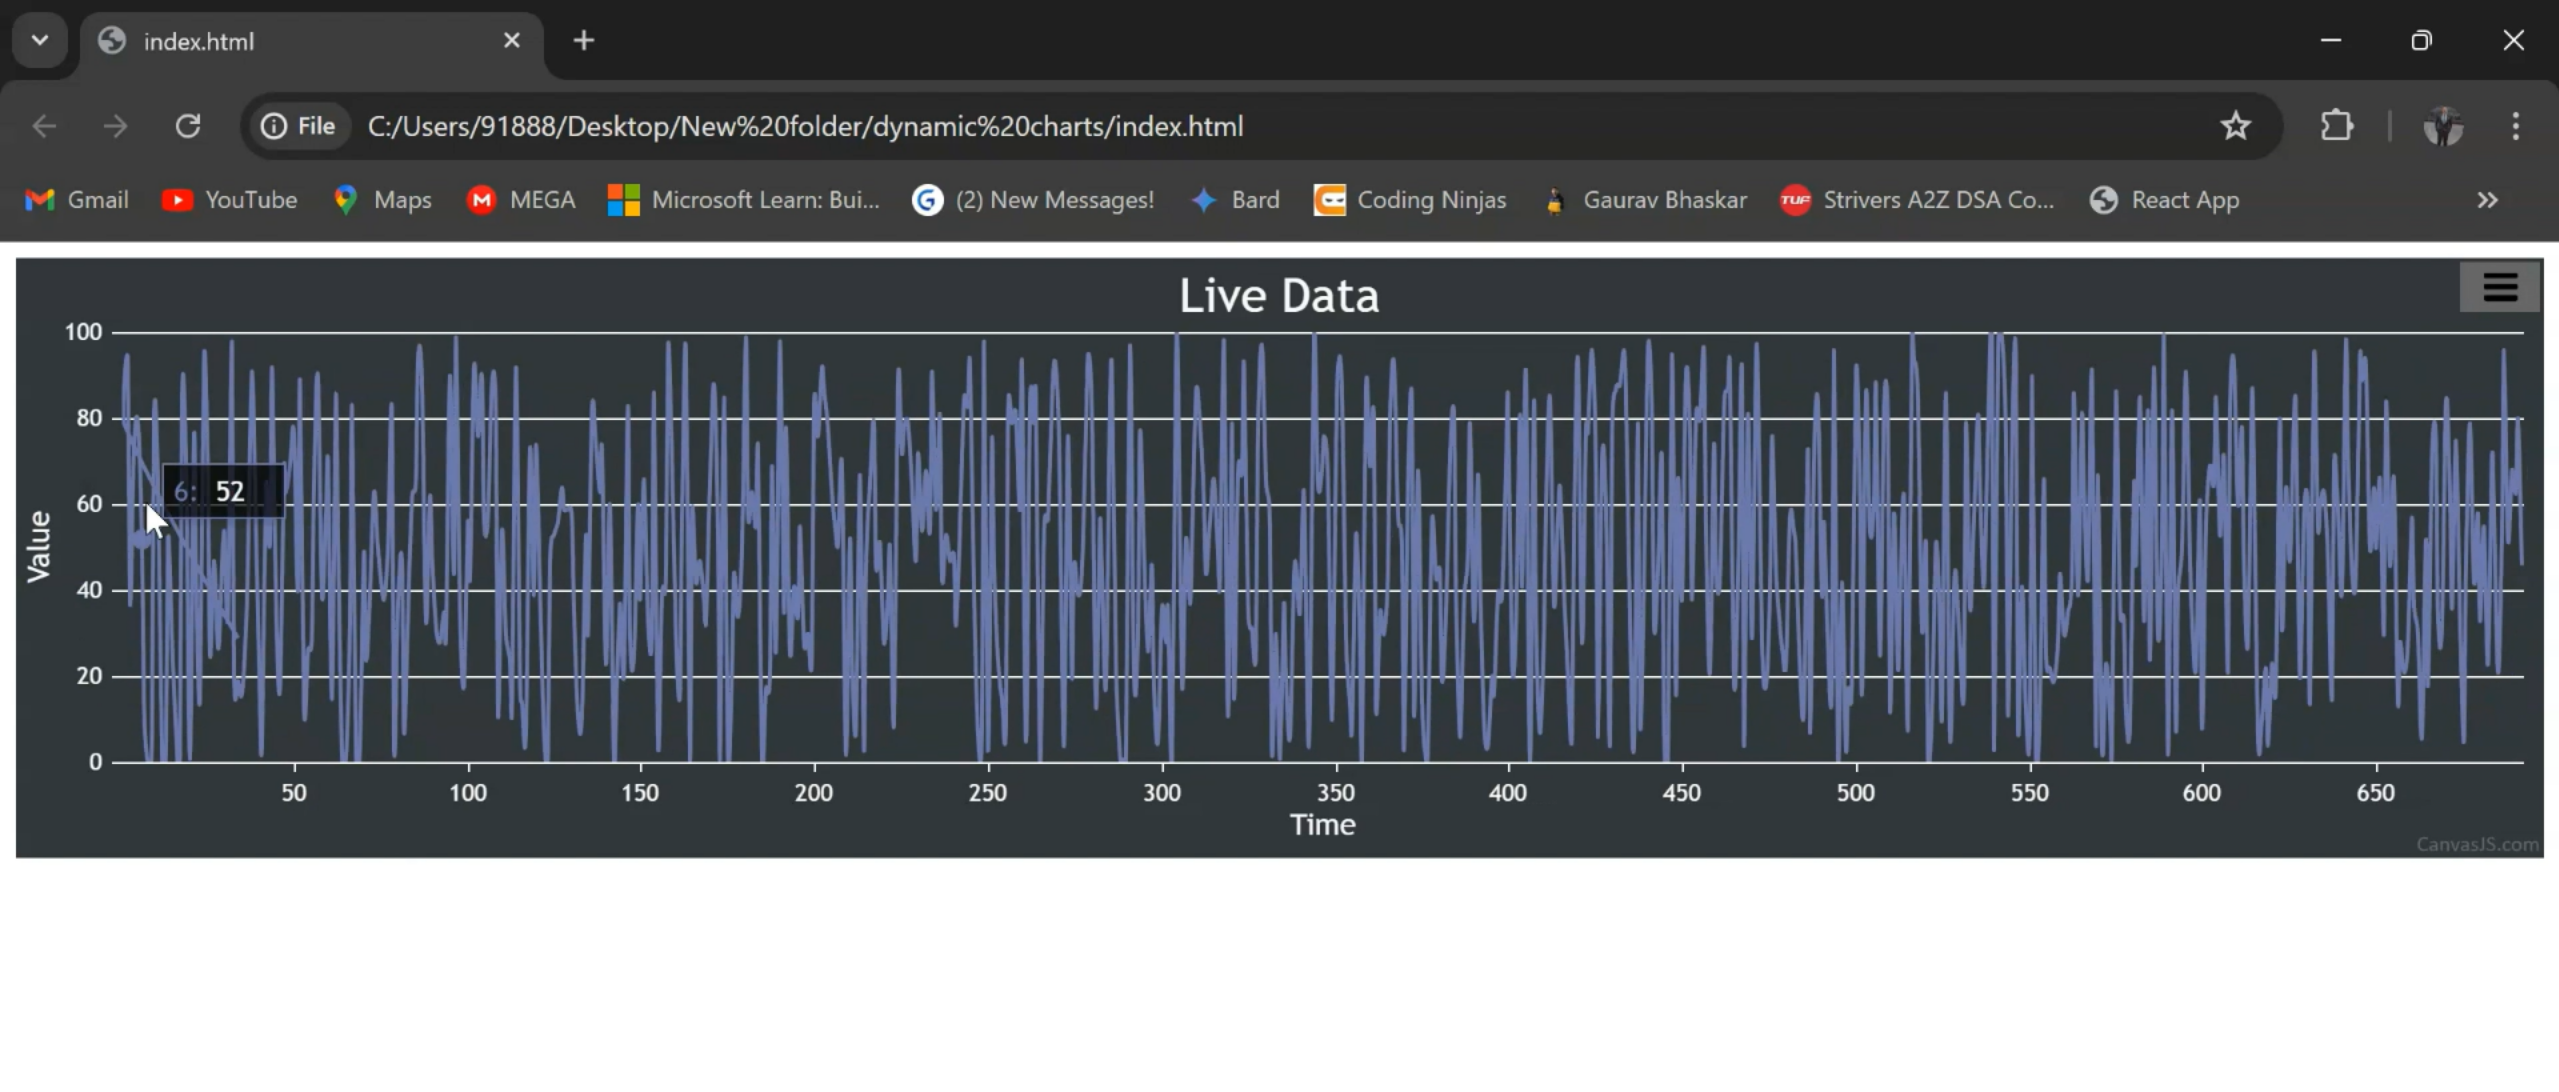 index.html
File C:/Users/91888/Desktop/New%20folder/dynamic%20charts/index.html
Gmail YouTube Maps MEGA Microsoft Learn: Bui... (2) New Messages! Bard Coding Ninjas Gaurav Bhaskar TUF Strivers A2Z DSA Co... React App
Live Data
100
80
6: 52
60
Value
40
20
0
50 100 150 200 250 300 350 400 450 500 550 600 650
Time
CanvasJS.com